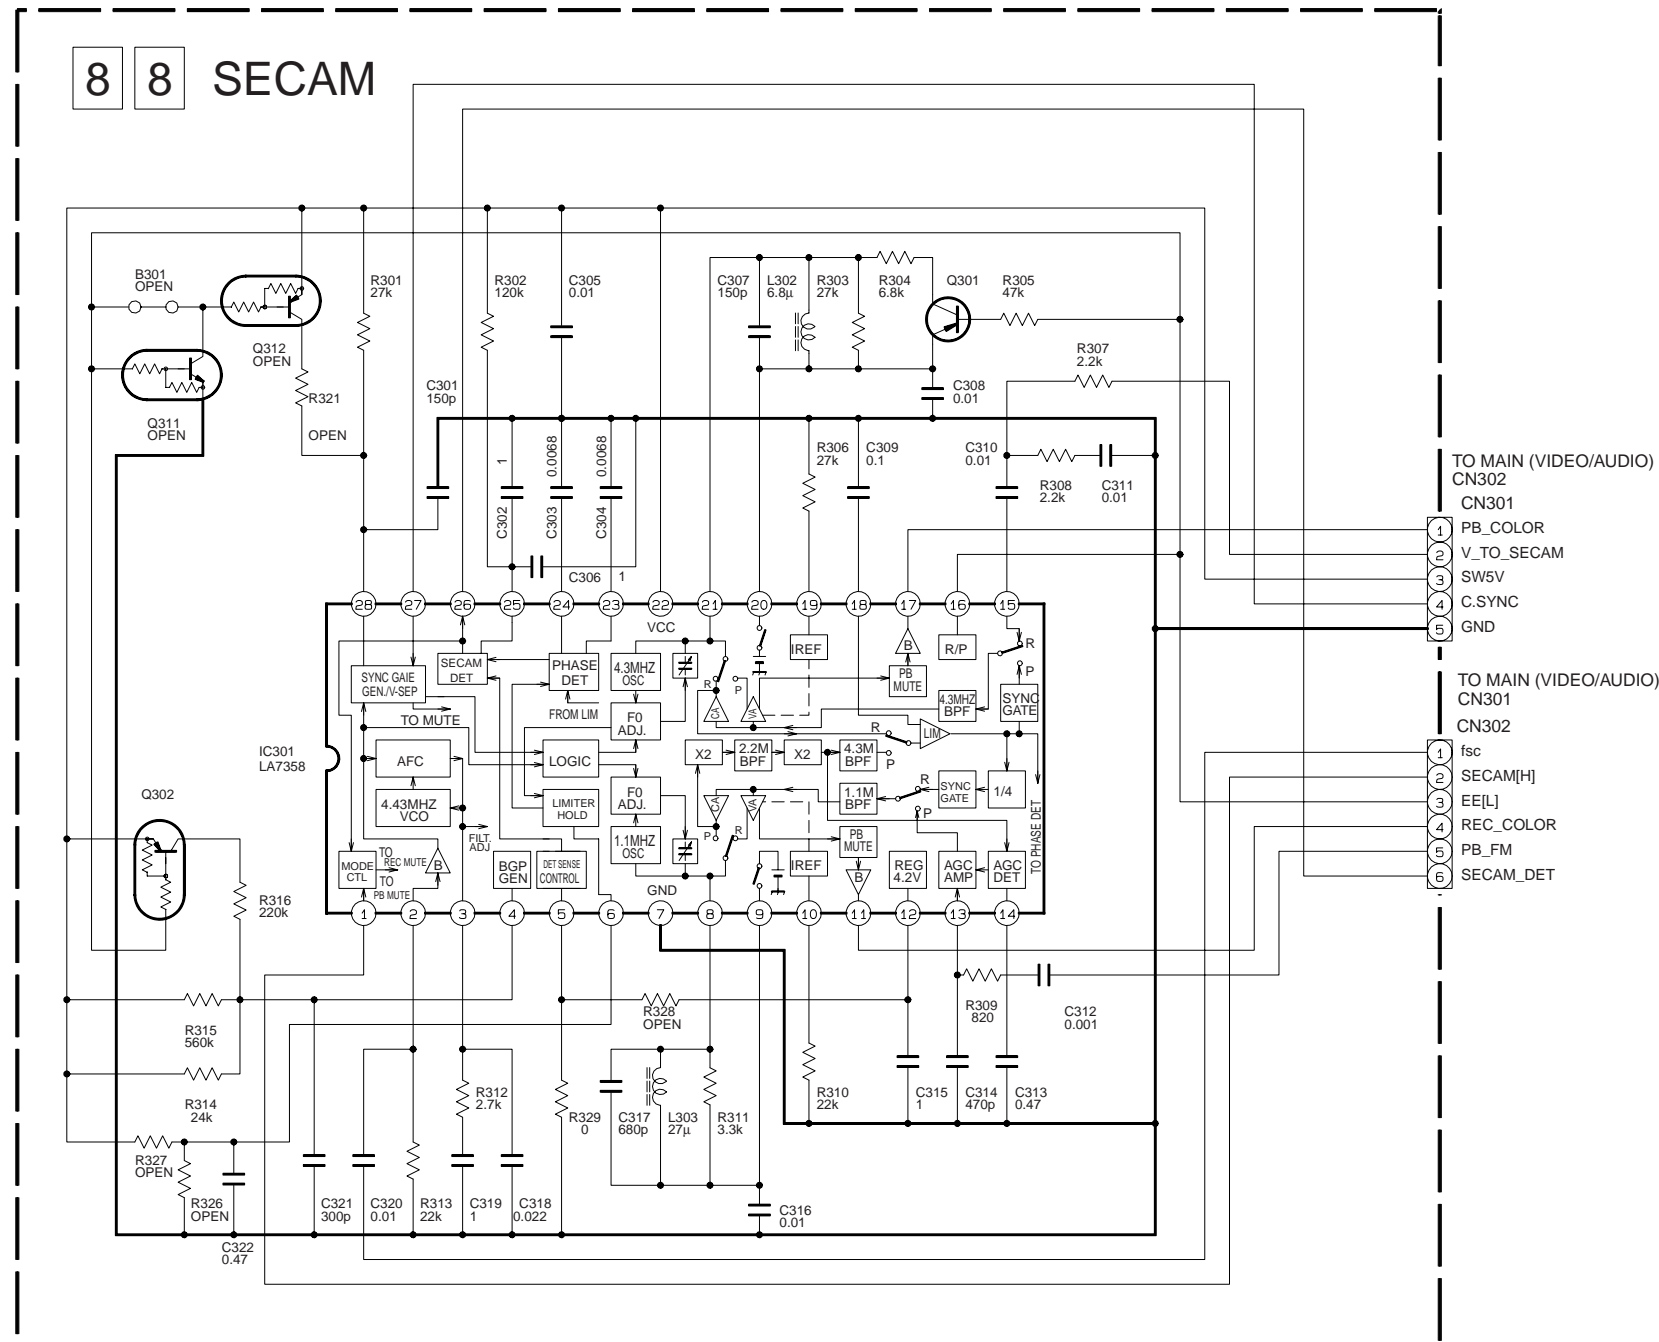 8 8 SECAM
B301
OPEN
Q312
OPEN
Q311
OPEN
R321
OPEN
R301
27k
R302
120k
C305
0.01
C301
150p
C302
1
C303
0.0068
C304
0.0068
C306 1
C307
150p
L302
6.8µ
R303
27k
R304
6.8k
Q301
R305
47k
R307
2.2k
C308
0.01
R306
27k
C309
0.1
C310
0.01
R308
2.2k
C311
0.01
TO MAIN (VIDEO/AUDIO)
CN302
CN301
1 PB_COLOR
2 V_TO_SECAM
3 SW5V
4 C.SYNC
5 GND
TO MAIN (VIDEO/AUDIO)
CN301
CN302
1 fsc
2 SECAM[H]
3 EE[L]
4 REC_COLOR
5 PB_FM
6 SECAM_DET
28 27 26 25 24 23 22 21 20 19 18 17 16 15
VCC
IC301
LA7358
SYNC GAIE
GEN./V-SEP
SECAM
DET
PHASE
DET
4.3MHZ
OSC
IREF
B
PB
MUTE
R/P
R
P
4.3MHZ
BPF
SYNC
GATE
TO MUTE
FROM LIM
F0
ADJ.
R
P
CA
VA
LIM
R
P
AFC
LOGIC
X2
2.2M
BPF
X2
4.3M
BPF
4.43MHZ
VCO
LIMITER
HOLD
F0
ADJ.
CA
VA
1.1M
BPF
R
P
SYNC
GATE
1/4
FILT.
ADJ
1.1MHZ
OSC
P
R
PB
MUTE
TO PHASE DET
MODE
CTL
TO
REC MUTE
TO
PB MUTE
B
BGP
GEN
DET SENSE
CONTROL
GND
IREF
B
REG
4.2V
AGC
AMP
AGC
DET
1 2 3 4 5 6 7 8 9 10 11 12 13 14
Q302
R316
220k
R315
560k
R314
24k
R327
OPEN
R326
OPEN
C322
0.47
C321
300p
C320
0.01
R313
22k
R312
2.7k
C319
1
C318
0.022
R328
OPEN
R329
0
C317
680p
L303
27µ
R311
3.3k
C316
0.01
R310
22k
C315
1
C314
470p
C313
0.47
R309
820
C312
0.001